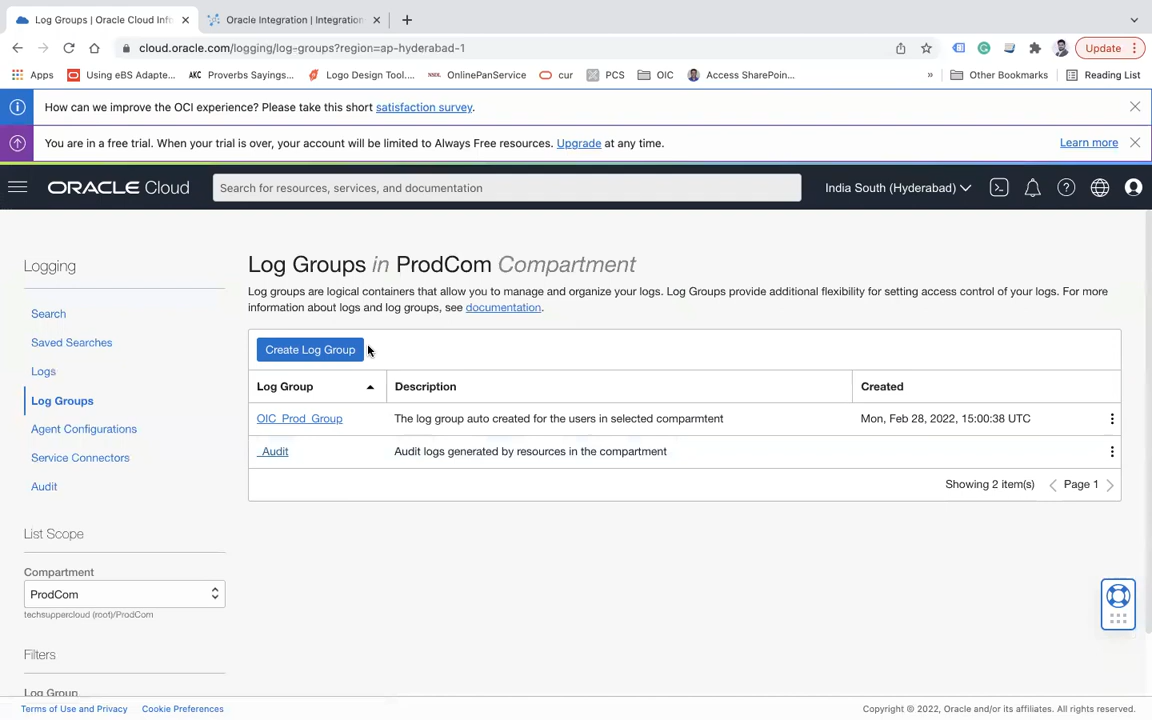 Log Groups | Oracle Cloud Infr
Oracle Integration | Integration
cloud.oracle.com/logging/log-groups?region=ap-hyderabad-1
Update
Apps
Using eBS Adapte...
AKC Proverbs Sayings...
Logo Design Tool....
NSDL OnlinePanService
cur
PCS
OIC
Access SharePoin...
»
Other Bookmarks
Reading List
How can we improve the OCI experience? Please take this short satisfaction survey.
You are in a free trial. When your trial is over, your account will be limited to Always Free resources. Upgrade at any time.
Learn more
ORACLE Cloud
Search for resources, services, and documentation
India South (Hyderabad)
Logging
Search
Saved Searches
Logs
Log Groups
Agent Configurations
Service Connectors
Audit
List Scope
Compartment
ProdCom
techsuppercloud (root)/ProdCom
Filters
Log Group
Log Groups in ProdCom Compartment
Log groups are logical containers that allow you to manage and organize your logs. Log Groups provide additional flexibility for setting access control of your logs. For more
information about logs and log groups, see documentation.
Create Log Group
Log Group Description Created
OIC_Prod_Group The log group auto created for the users in selected comparmtent Mon, Feb 28, 2022, 15:00:38 UTC
_Audit Audit logs generated by resources in the compartment
Showing 2 item(s) Page 1
Terms of Use and Privacy Cookie Preferences
Copyright © 2022, Oracle and/or its affiliates. All rights reserved.